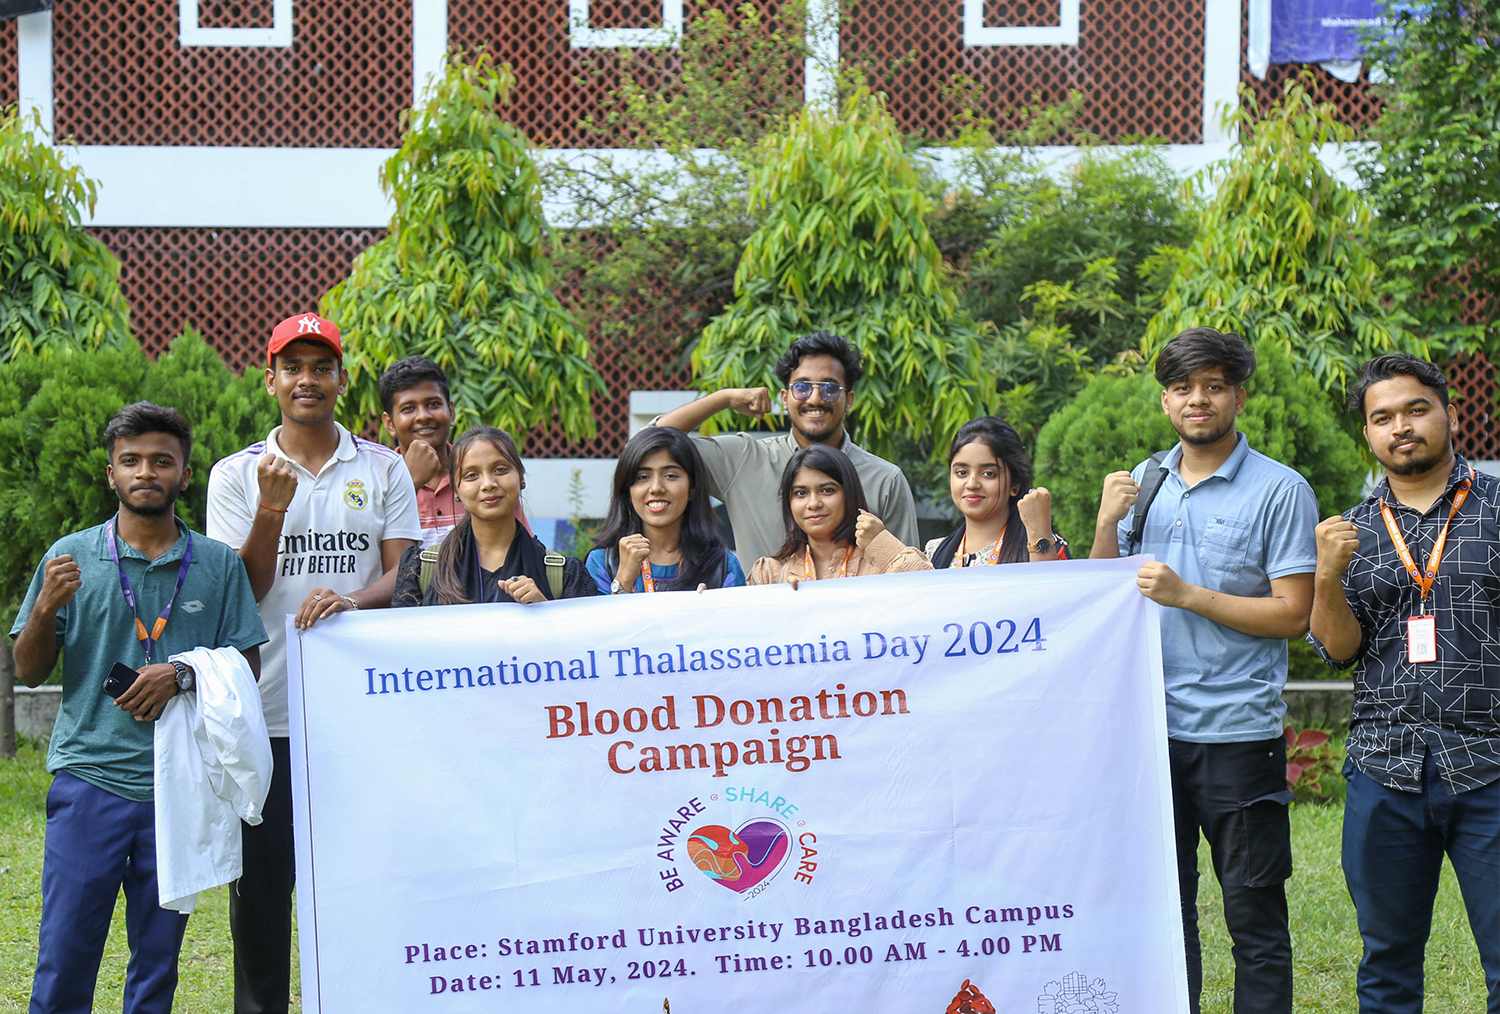 Mohammad
NY
Emirates
FLY BETTER
International Thalassaemia Day 2024
Blood Donation
Campaign
BE AWARE SHARE CARE
2024
Place: Stamford University Bangladesh Campus
Date: 11 May, 2024. Time: 10.00 AM - 4.00 PM